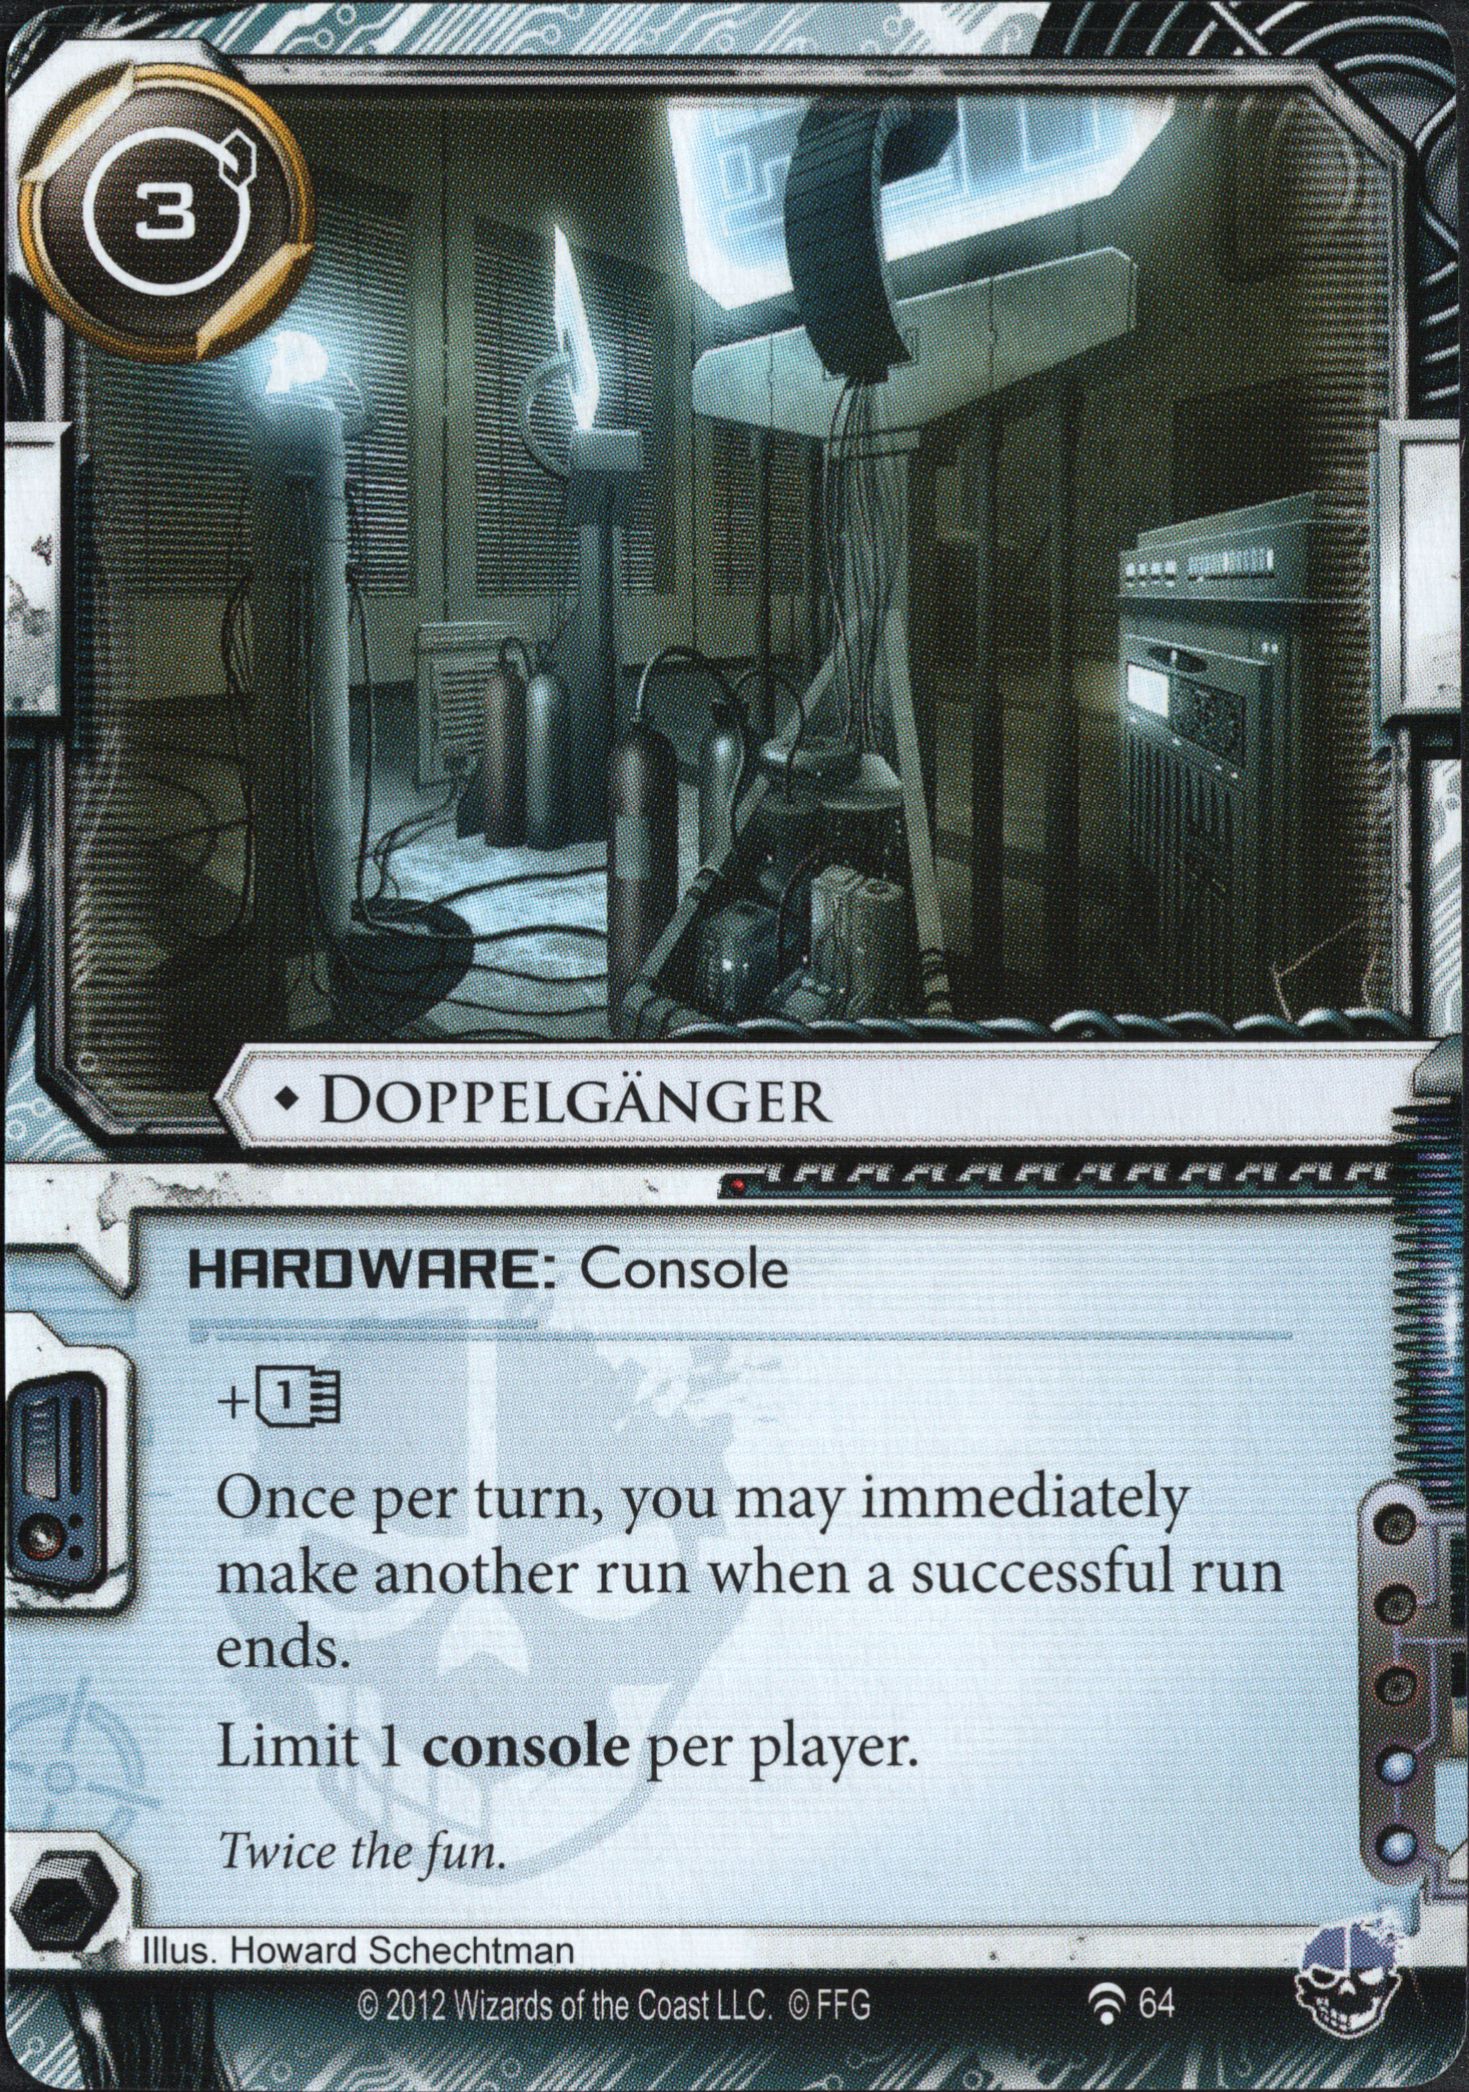 3
◆ DOPPELGÄNGER
HARDWARE: Console
+1
Once per turn, you may immediately
make another run when a successful run
ends.
Limit 1 console per player.
Twice the fun.
Illus. Howard Schechtman
© 2012 Wizards of the Coast LLC. © FFG 64